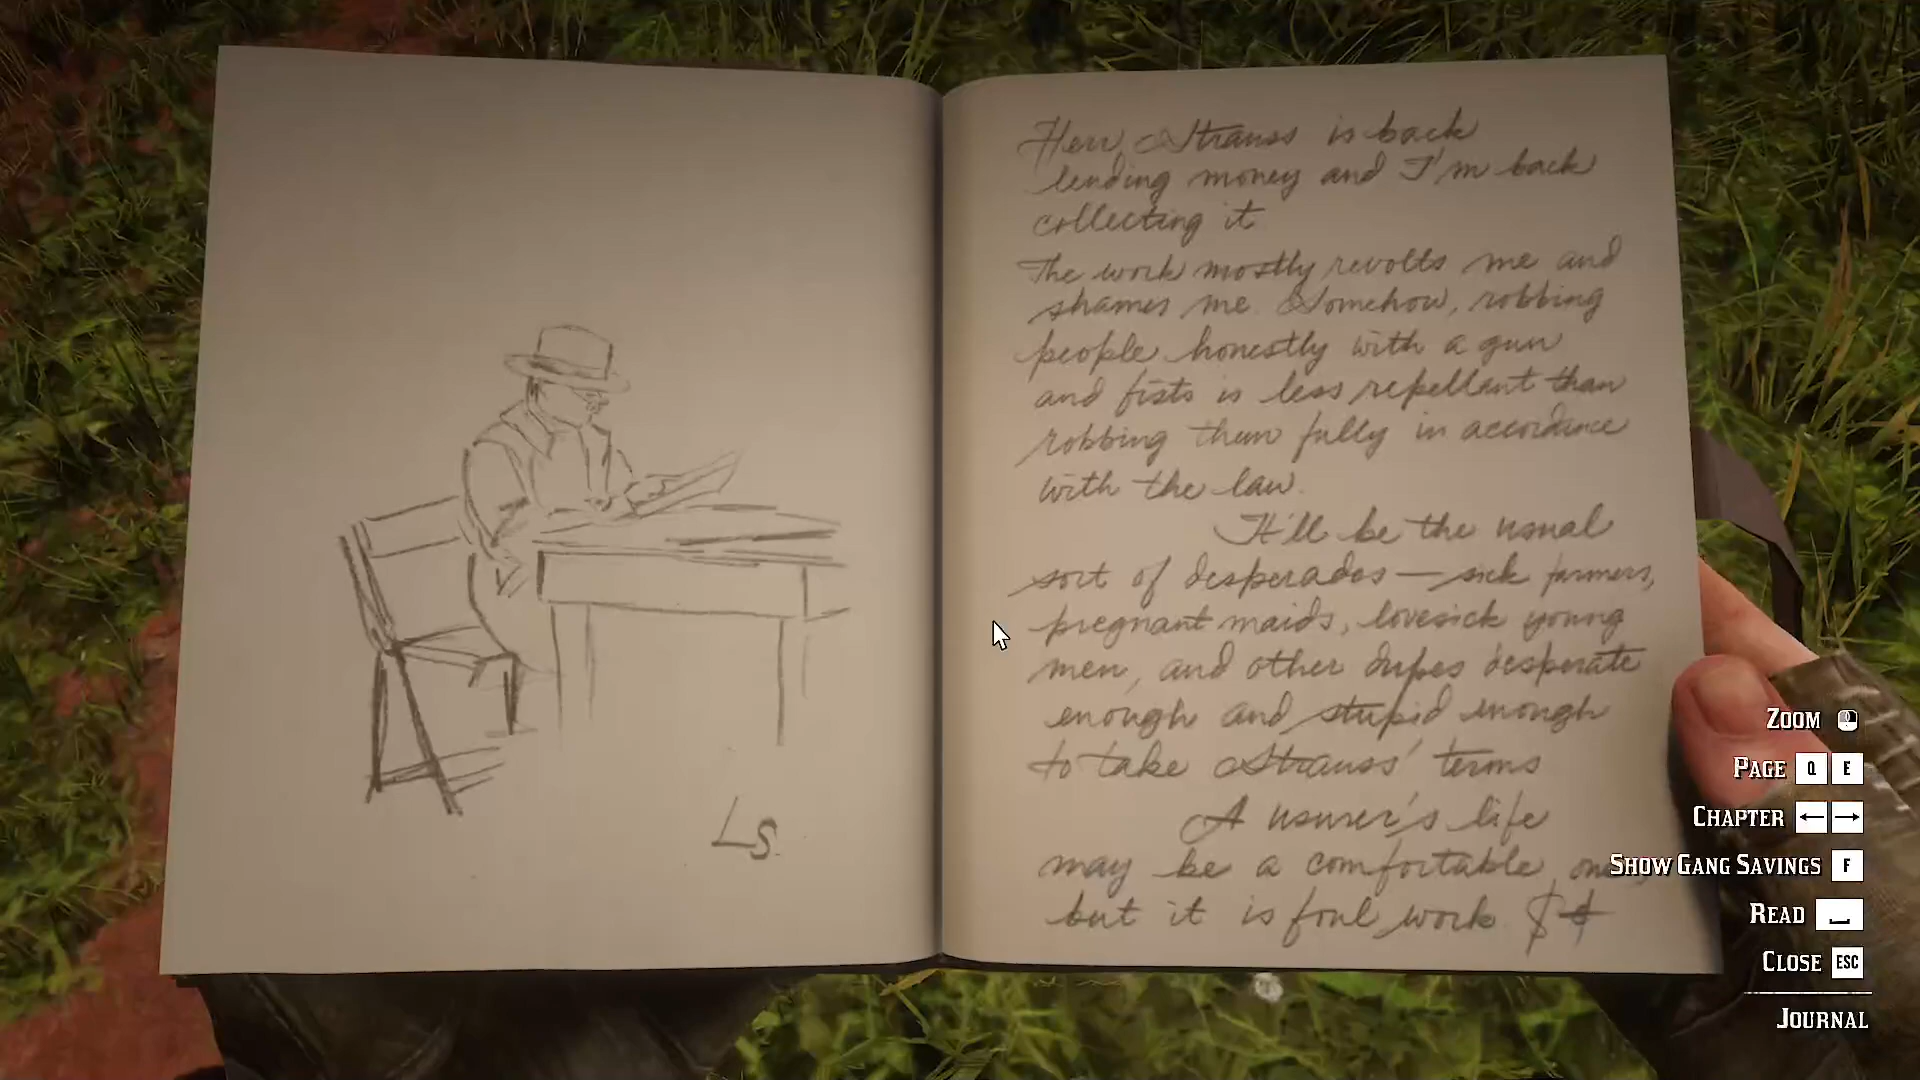 Herr Strauss is back
lending money and I'm back
collecting it
The work mostly revolts me and
shames me. Somehow, robbing
people honestly with a gun
and fists is less repellant than
robbing them fully in accordance
with the law.
It'll be the usual
sort of desperados — sick farmers,
pregnant maids, lovesick young
men, and other dupes desperate
enough and stupid enough
to take Strauss' terms
A usurer's life
may be a comfortable one,
but it is foul work. $ $
LS.
ZOOM
PAGE Q E
CHAPTER ← →
SHOW GANG SAVINGS F
READ
CLOSE ESC
JOURNAL